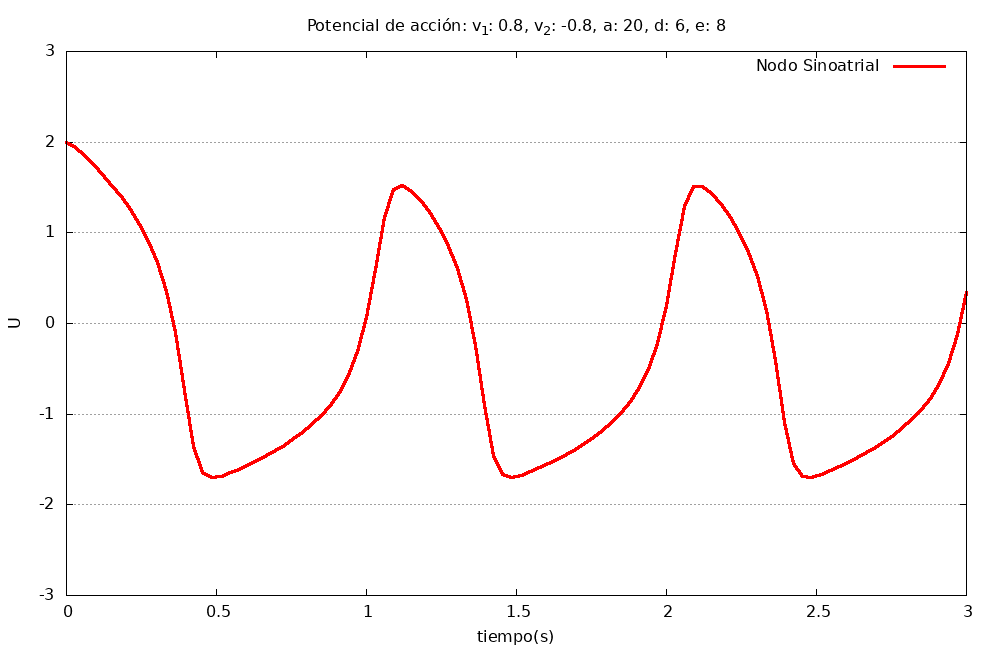 Potencial de acción: v₁: 0.8, v₂: -0.8, a: 20, d: 6, e: 8
Nodo Sinoatrial
3
2
1
0
-1
-2
-3
U
0 0.5 1 1.5 2 2.5 3
tiempo(s)